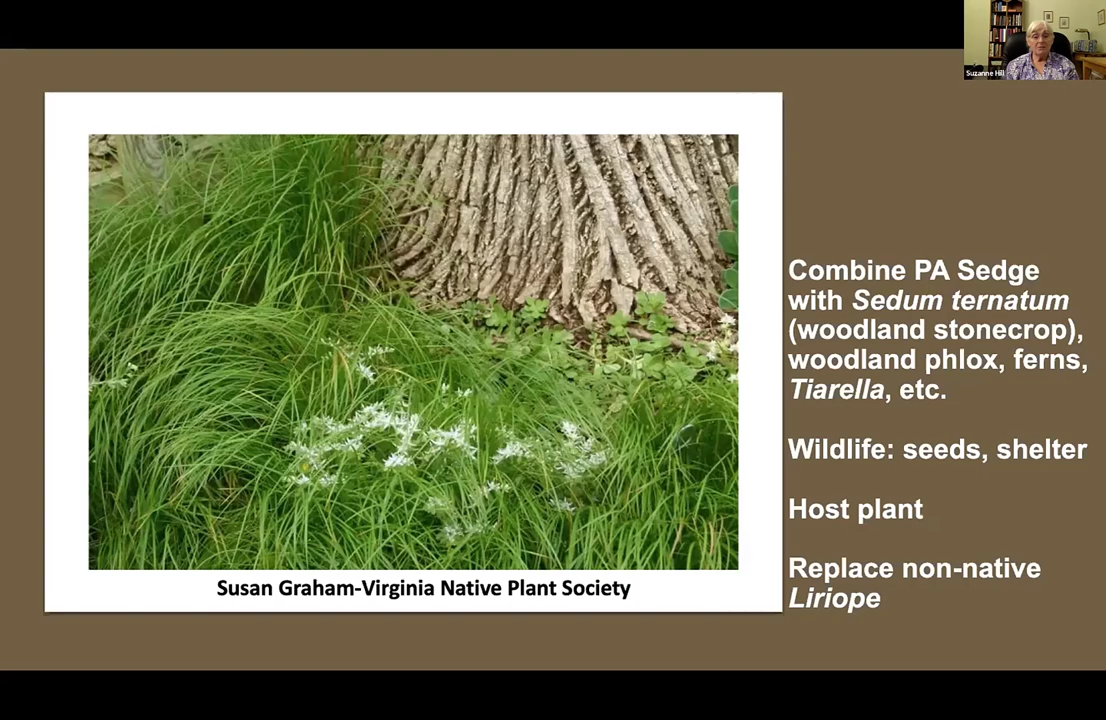 Suzanne Hill
Combine PA Sedge
with Sedum ternatum
(woodland stonecrop),
woodland phlox, ferns,
Tiarella, etc.
Wildlife: seeds, shelter
Host plant
Replace non-native
Liriope
Susan Graham-Virginia Native Plant Society